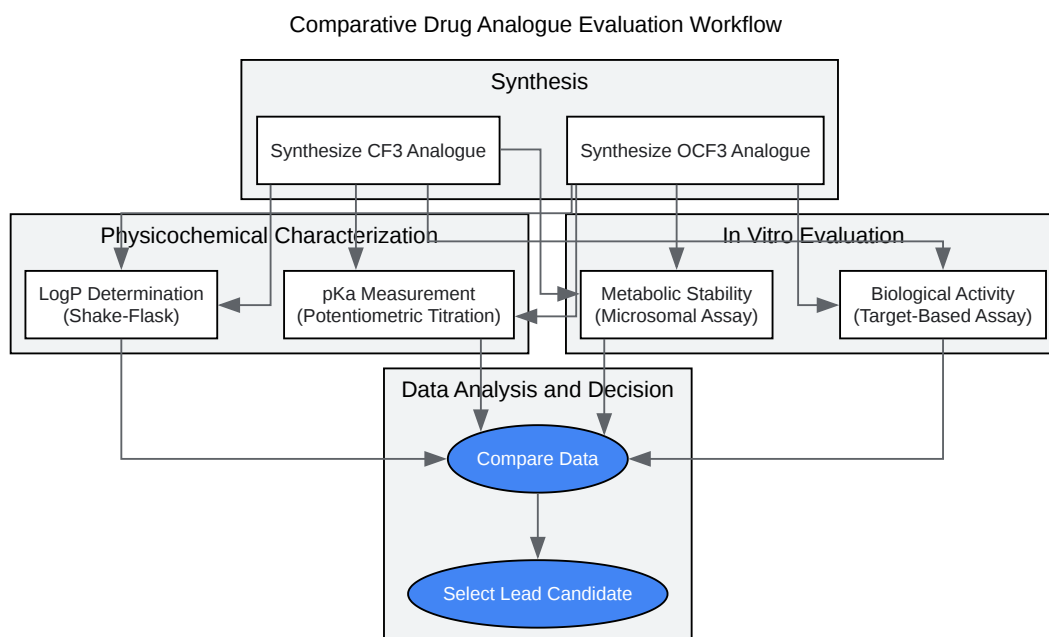 Comparative Drug Analogue Evaluation Workflow
Synthesis
Synthesize CF3 Analogue
Synthesize OCF3 Analogue
Physicochemical Characterization
In Vitro Evaluation
LogP Determination
(Shake-Flask)
pKa Measurement
(Potentiometric Titration)
Metabolic Stability
(Microsomal Assay)
Biological Activity
(Target-Based Assay)
Data Analysis and Decision
Compare Data
Select Lead Candidate